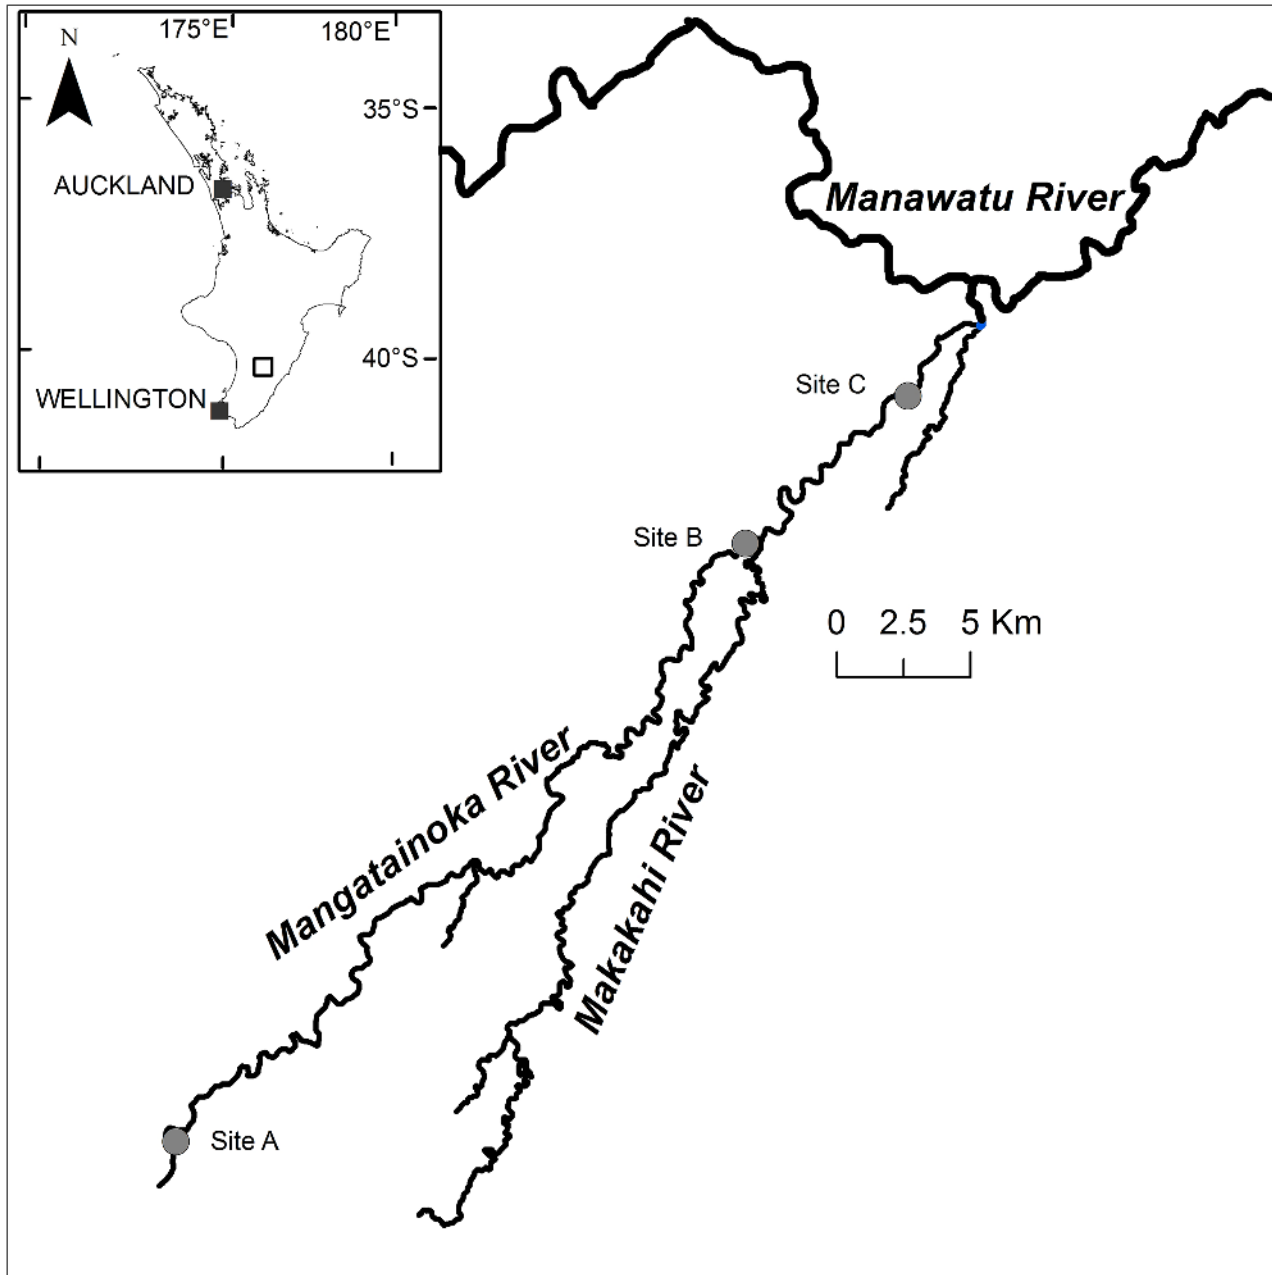 175°E
180°E
N
35°S
AUCKLAND
Manawatu River
40°S
WELLINGTON
Site C
Site B
0 2.5 5 Km
Mangatainoka River
Makakahi River
Site A